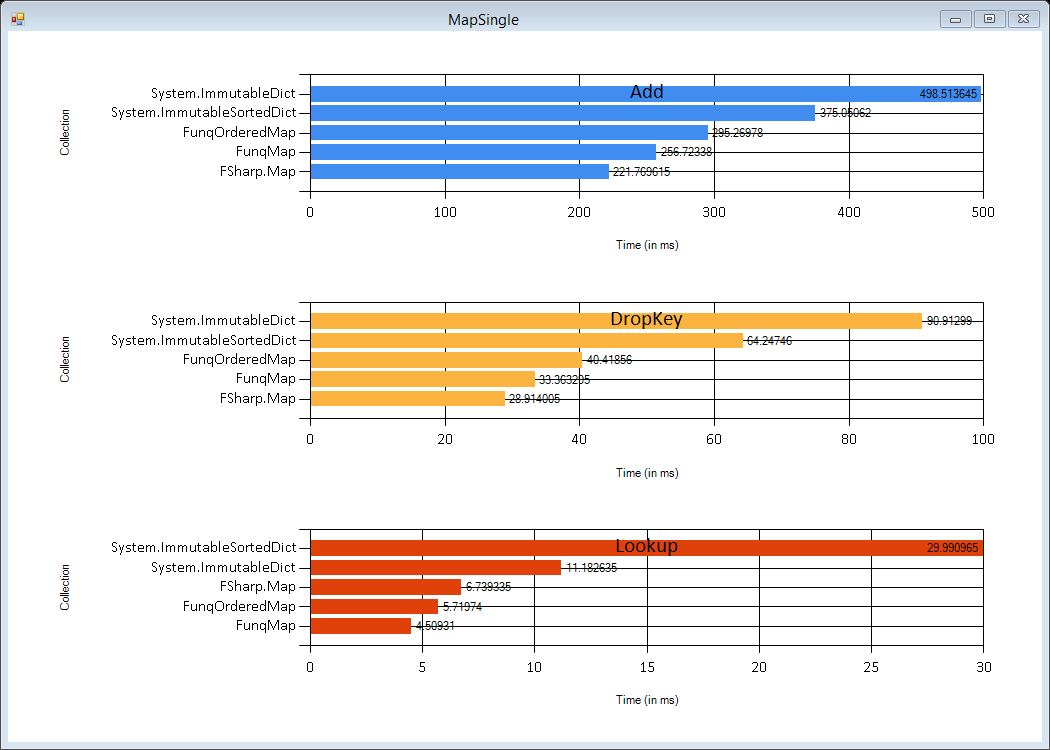 MapSingle
Add
Collection
System.ImmutableDict 498.513645
System.ImmutableSortedDict 375.05062
FunqOrderedMap 295.26978
FunqMap 256.72338
FSharp.Map 221.769615
0 100 200 300 400 500
Time (in ms)
DropKey
Collection
System.ImmutableDict 90.91299
System.ImmutableSortedDict 64.24746
FunqOrderedMap 40.41856
FunqMap 33.363295
FSharp.Map 28.914005
0 20 40 60 80 100
Time (in ms)
Lookup
Collection
System.ImmutableSortedDict 29.990965
System.ImmutableDict 11.182635
FSharp.Map 6.739335
FunqOrderedMap 5.71974
FunqMap 4.50931
0 5 10 15 20 25 30
Time (in ms)